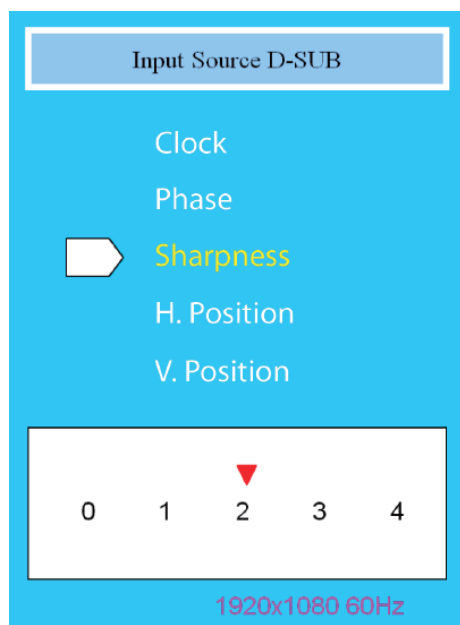 Input Source D-SUB
Clock
Phase
Sharpness
H. Position
V. Position
0 1 2 3 4
1920x1080 60Hz